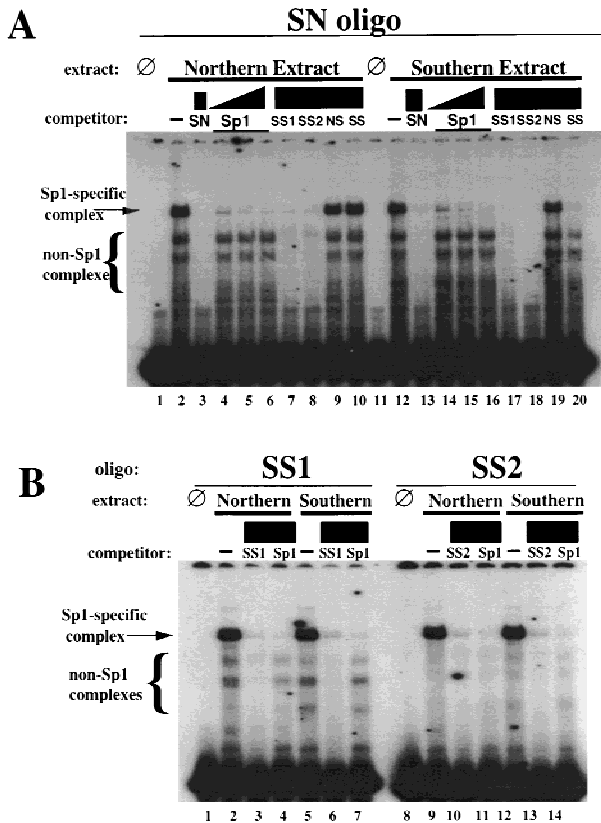 A
SN oligo
extract: ∅ Northern Extract ∅ Southern Extract
competitor: – SN Sp1 SS1 SS2 NS SS – SN Sp1 SS1 SS2 NS SS
Sp1-specific
complex
non-Sp1
complexes
1 2 3 4 5 6 7 8 9 10 11 12 13 14 15 16 17 18 19 20
B
oligo: SS1 SS2
extract: ∅ Northern Southern ∅ Northern Southern
competitor: – SS1 Sp1 – SS1 Sp1 – SS2 Sp1 – SS2 Sp1
Sp1-specific
complex
non-Sp1
complexes
1 2 3 4 5 6 7 8 9 10 11 12 13 14